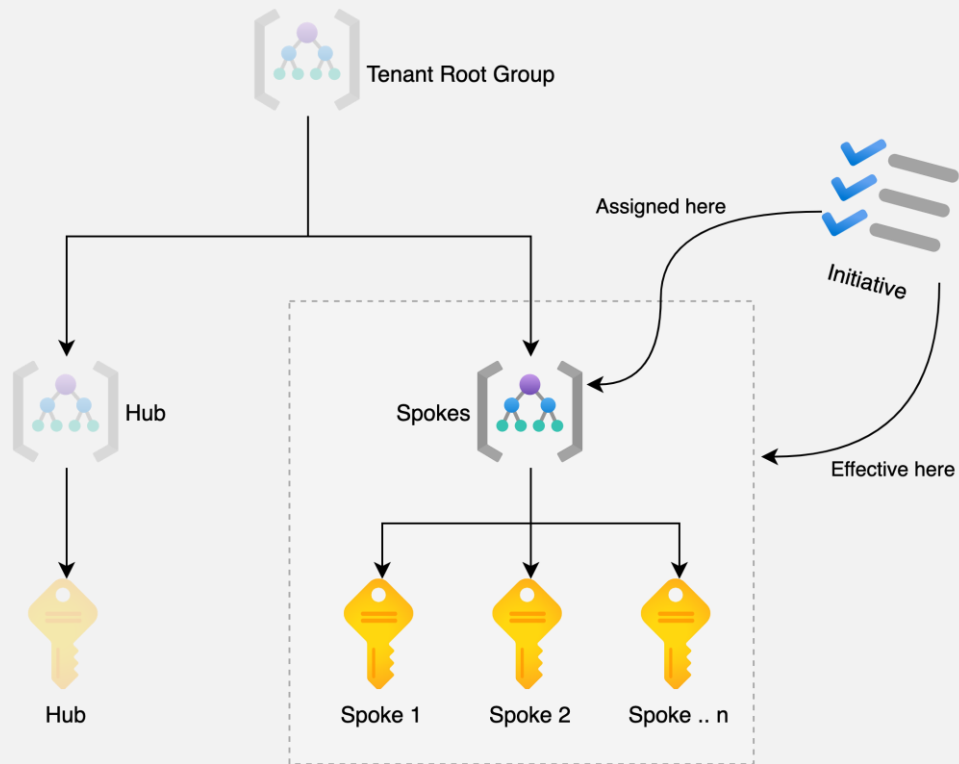 Tenant Root Group
Assigned here
Initiative
Hub
Spokes
Effective here
Hub
Spoke 1
Spoke 2
Spoke .. n